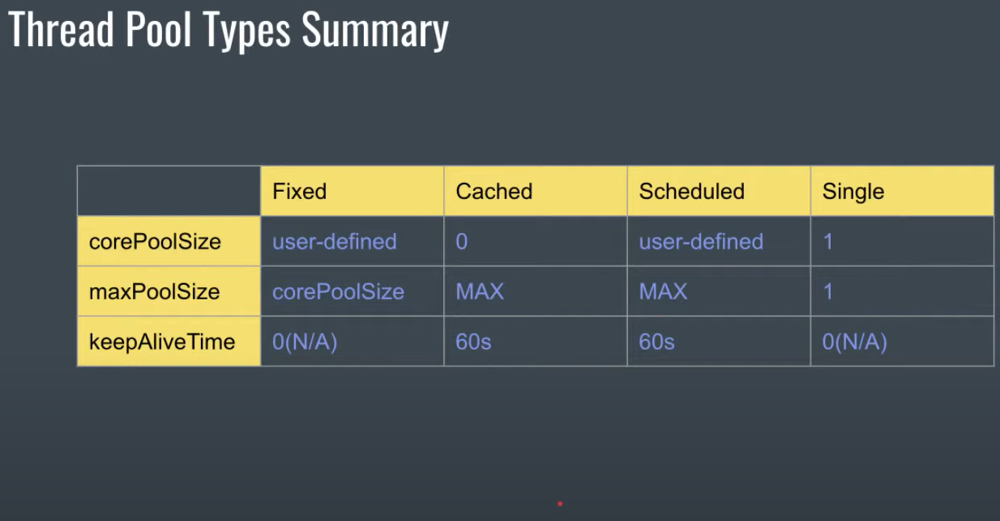 Thread Pool Types Summary
Fixed Cached Scheduled Single
corePoolSize user-defined 0 user-defined 1
maxPoolSize corePoolSize MAX MAX 1
keepAliveTime 0(N/A) 60s 60s 0(N/A)